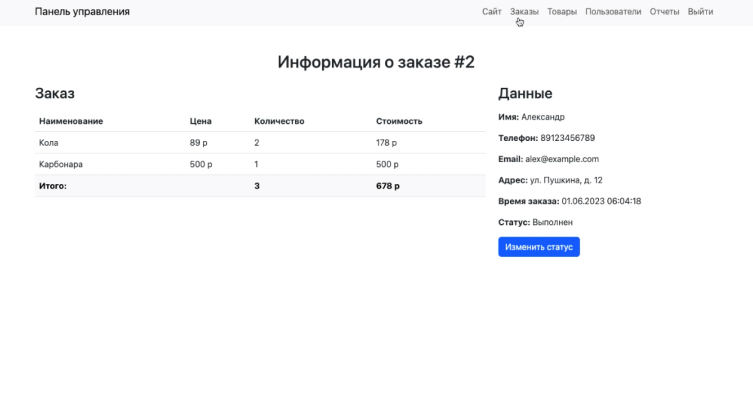 Панель управления
Сайт Заказы Товары Пользователи Отчеты Выйти
Информация о заказе #2
Заказ
Наименование Цена Количество Стоимость
Кола 89 р 2 178 р
Карбонара 500 р 1 500 р
Итого: 3 678 р
Данные
Имя: Александр
Телефон: 89123456789
Email: alex@example.com
Адрес: ул. Пушкина, д. 12
Время заказа: 01.06.2023 06:04:18
Статус: Выполнен
Изменить статус